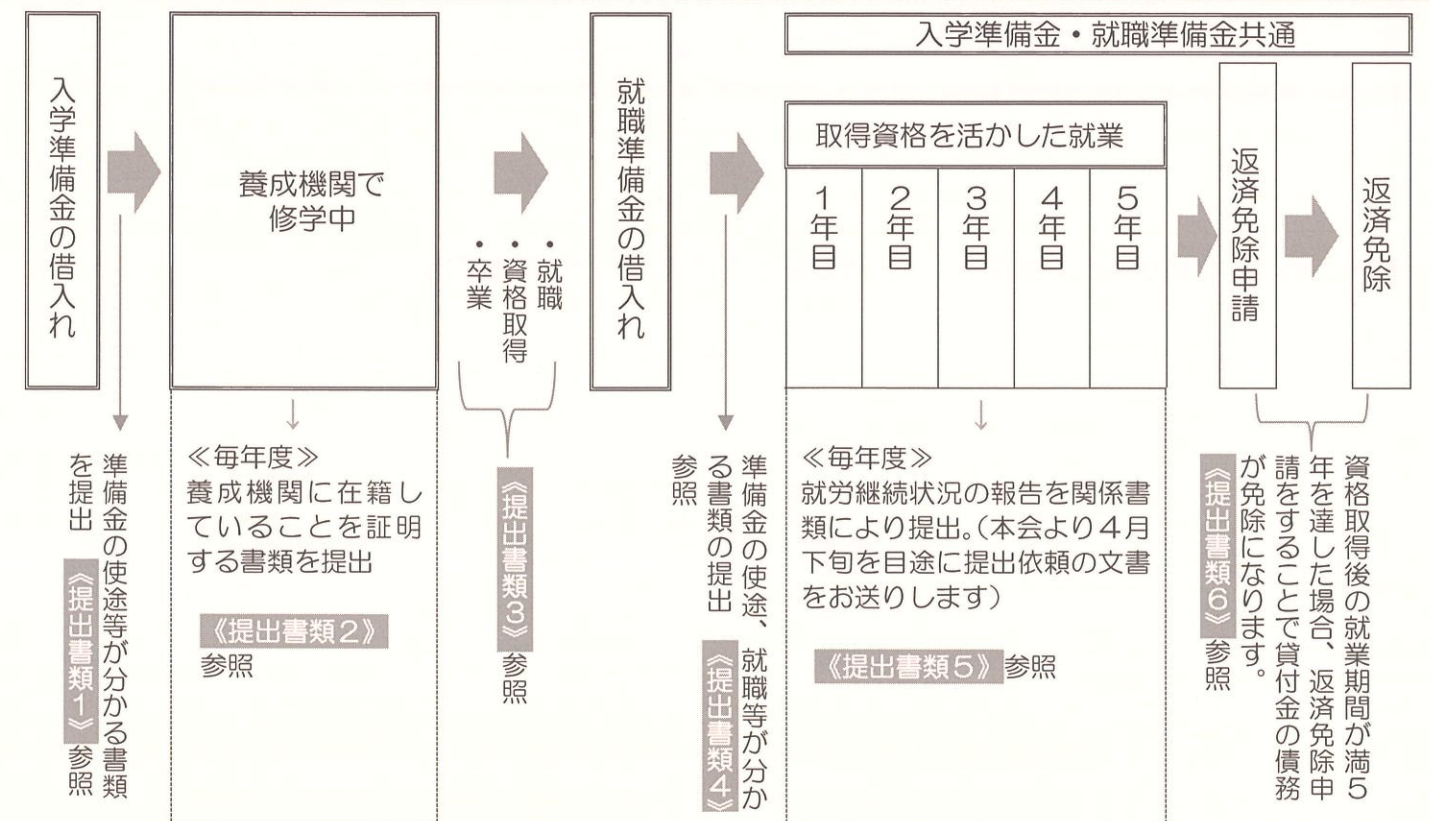 入学準備金・就職準備金共通
入学準備金の借入れ
養成機関で
修学中
・就職
・資格取得
・卒業
就職準備金の借入れ
取得資格を活かした就業
1年目
2年目
3年目
4年目
5年目
返済免除申請
返済免除
準備金の使途等が分かる書類
を提出 《提出書類1》参照
≪毎年度≫
養成機関に在籍し
ていることを証明
する書類を提出
《提出書類2》
参照
《提出書類3》参照
準備金の使途、就職等が分か
る書類の提出 《提出書類4》
参照
≪毎年度≫
就労継続状況の報告を関係書
類により提出。（本会より４月
下旬を目途に提出依頼の文書
をお送りします）
《提出書類5》参照
資格取得後の就業期間が満5
年を達した場合、返済免除申
請をすることで貸付金の債務
が免除になります。
《提出書類6》参照